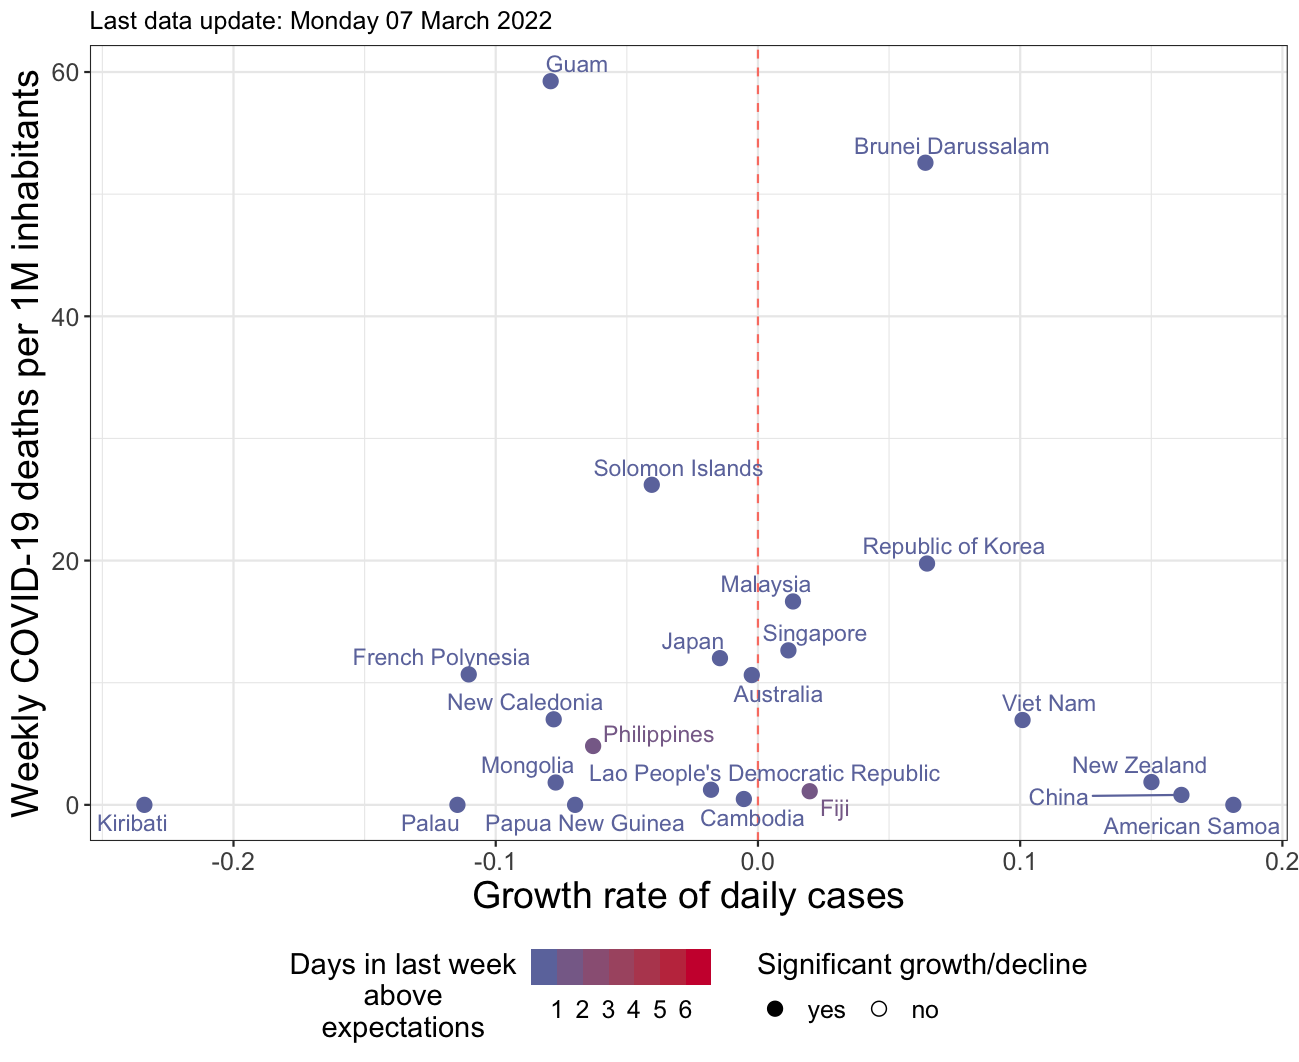 Last data update: Monday 07 March 2022
Weekly COVID-19 deaths per 1M inhabitants
60
40
20
0
Guam
Brunei Darussalam
Solomon Islands
Republic of Korea
Malaysia
Singapore
Japan
French Polynesia
Australia
New Caledonia
Viet Nam
Philippines
Mongolia
New Zealand
Lao People's Democratic Republic
China
Fiji
Cambodia
Kiribati
Palau
Papua New Guinea
American Samoa
-0.2
-0.1
0.0
0.1
0.2
Growth rate of daily cases
Days in last week
above
expectations
1 2 3 4 5 6
Significant growth/decline
yes
no